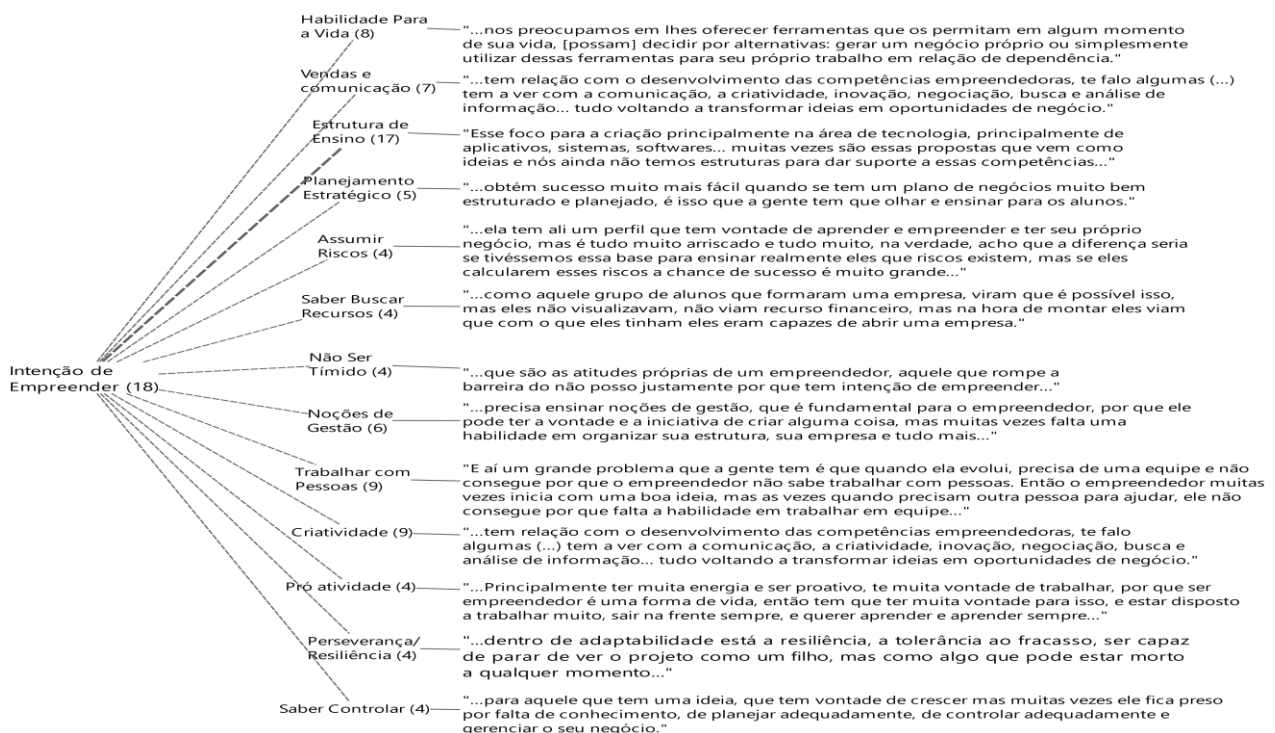 Habilidade Para
a Vida (8)
"...nos preocupamos em lhes oferecer ferramentas que os permitam em algum momento
de sua vida, [possam] decidir por alternativas: gerar um negócio próprio ou simplesmente
utilizar dessas ferramentas para seu próprio trabalho em relação de dependência."
Vendas e
comunicação (7)
"...tem relação com o desenvolvimento das competências empreendedoras, te falo algumas (...)
tem a ver com a comunicação, a criatividade, inovação, negociação, busca e análise de
informação... tudo voltando a transformar ideias em oportunidades de negócio."
Estrutura de
Ensino (17)
"Esse foco para a criação principalmente na área de tecnologia, principalmente de
aplicativos, sistemas, softwares... muitas vezes são essas propostas que vem como
ideias e nós ainda não temos estruturas para dar suporte a essas competências..."
Planejamento
Estratégico (5)
"...obtém sucesso muito mais fácil quando se tem um plano de negócios muito bem
estruturado e planejado, é isso que a gente tem que olhar e ensinar para os alunos."
Assumir
Riscos (4)
"...ela tem ali um perfil que tem vontade de aprender e empreender e ter seu próprio
negócio, mas é tudo muito arriscado e tudo muito, na verdade, acho que a diferença seria
se tivéssemos essa base para ensinar realmente eles que riscos existem, mas se eles
calcularem esses riscos a chance de sucesso é muito grande..."
Saber Buscar
Recursos (4)
"...como aquele grupo de alunos que formaram uma empresa, viram que é possível isso,
mas eles não visualizavam, não viam recurso financeiro, mas na hora de montar eles viam
que com o que eles tinham eles eram capazes de abrir uma empresa."
Intenção de
Empreender (18)
Não Ser
Tímido (4)
"...que são as atitudes próprias de um empreendedor, aquele que rompe a
barreira do não posso justamente por que tem intenção de empreender..."
Noções de
Gestão (6)
"...precisa ensinar noções de gestão, que é fundamental para o empreendedor, por que ele
pode ter a vontade e a iniciativa de criar alguma coisa, mas muitas vezes falta uma
habilidade em organizar sua estrutura, sua empresa e tudo mais..."
Trabalhar com
Pessoas (9)
"E aí um grande problema que a gente tem é que quando ela evolui, precisa de uma equipe e não
consegue por que o empreendedor não sabe trabalhar com pessoas. Então o empreendedor muitas
vezes inicia com uma boa ideia, mas as vezes quando precisam outra pessoa para ajudar, ele não
consegue por que falta a habilidade em trabalhar em equipe..."
Criatividade (9)
"...tem relação com o desenvolvimento das competências empreendedoras, te falo
algumas (...) tem a ver com a comunicação, a criatividade, inovação, negociação, busca e
análise de informação... tudo voltando a transformar ideias em oportunidades de negócio."
Pró atividade (4)
"...Principalmente ter muita energia e ser proativo, te muita vontade de trabalhar, por que ser
empreendedor é uma forma de vida, então tem que ter muita vontade para isso, e estar disposto
a trabalhar muito, sair na frente sempre, e querer aprender e aprender sempre..."
Perseverança/
Resiliência (4)
"...dentro de adaptabilidade está a resiliência, a tolerância ao fracasso, ser capaz
de parar de ver o projeto como um filho, mas como algo que pode estar morto
a qualquer momento..."
Saber Controlar (4)
"...para aquele que tem uma ideia, que tem vontade de crescer mas muitas vezes ele fica preso
por falta de conhecimento, de planejar adequadamente, de controlar adequadamente e
gerenciar o seu negócio."